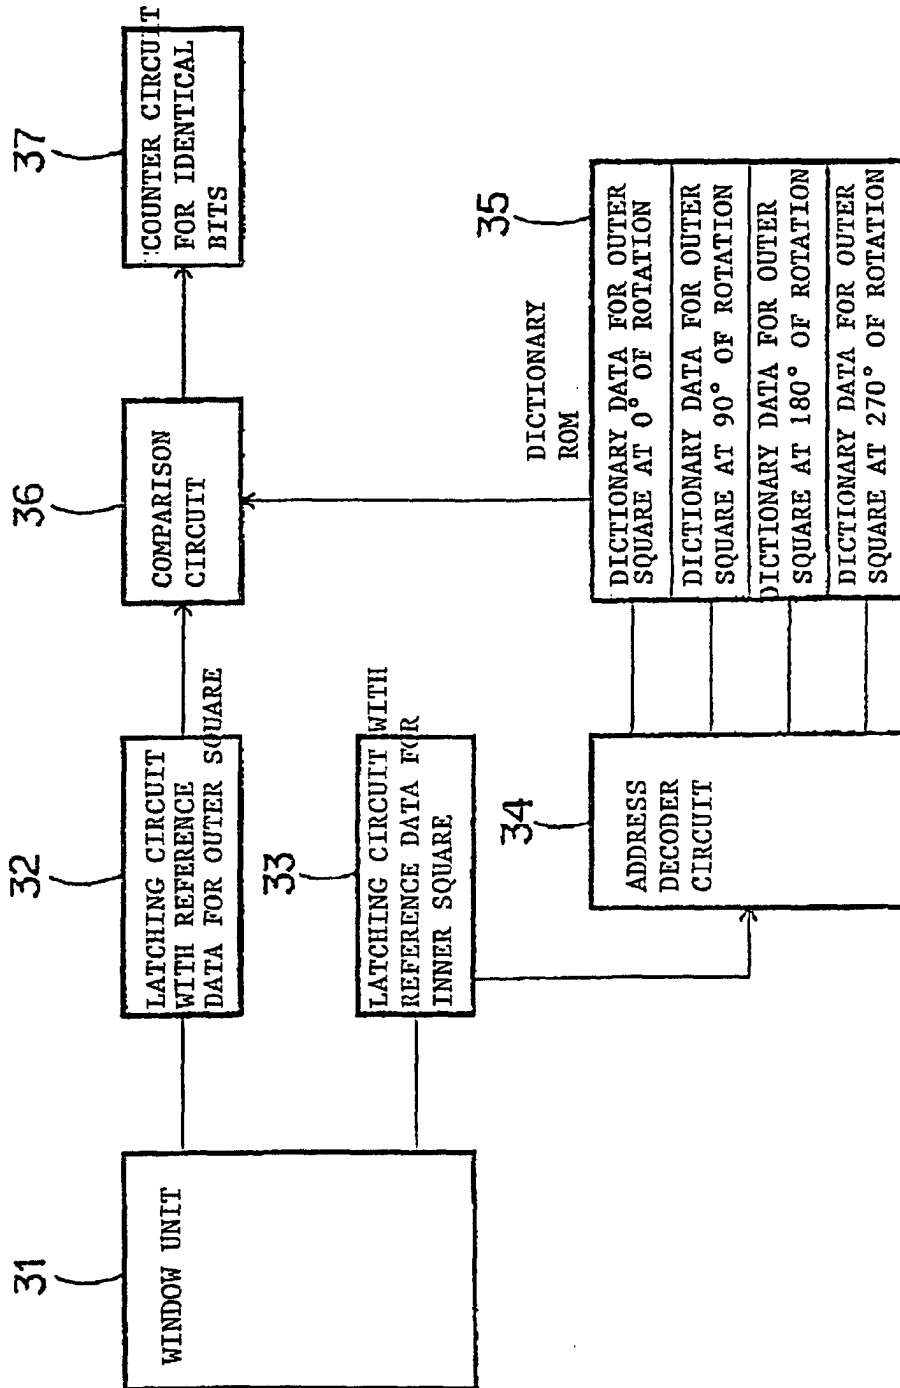 31
WINDOW UNIT
32
LATCHING CIRCUIT
WITH REFERENCE
DATA FOR OUTER SQUARE
33
LATCHING CIRCUIT WITH
REFERENCE DATA FOR
INNER SQUARE
34
ADDRESS
DECODER
CIRCUIT
36
COMPARISON
CIRCUIT
37
COUNTER CIRCUIT
FOR IDENTICAL
BITS
DICTIONARY
ROM
35
DICTIONARY DATA FOR OUTER
SQUARE AT 0° OF ROTATION
DICTIONARY DATA FOR OUTER
SQUARE AT 90° OF ROTATION
DICTIONARY DATA FOR OUTER
SQUARE AT 180° OF ROTATION
DICTIONARY DATA FOR OUTER
SQUARE AT 270° OF ROTATION